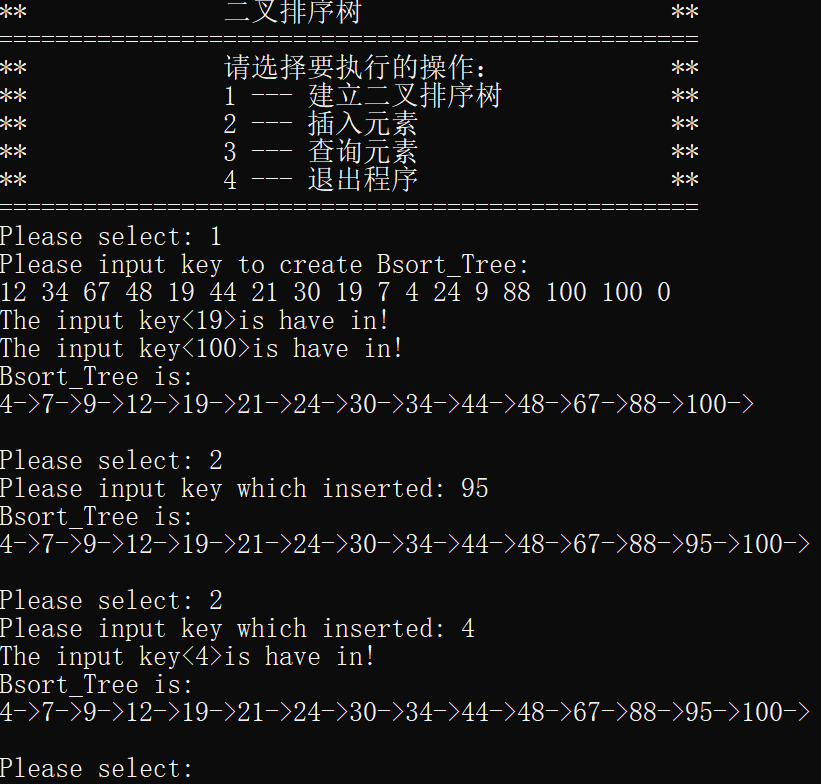 ** 二叉排序树 **
==================================================
** 请选择要执行的操作: **
** 1 --- 建立二叉排序树 **
** 2 --- 插入元素 **
** 3 --- 查询元素 **
** 4 --- 退出程序 **
==================================================
Please select: 1
Please input key to create Bsort_Tree:
12 34 67 48 19 44 21 30 19 7 4 24 9 88 100 100 0
The input key<19>is have in!
The input key<100>is have in!
Bsort_Tree is:
4->7->9->12->19->21->24->30->34->44->48->67->88->100->
Please select: 2
Please input key which inserted: 95
Bsort_Tree is:
4->7->9->12->19->21->24->30->34->44->48->67->88->95->100->
Please select: 2
Please input key which inserted: 4
The input key<4>is have in!
Bsort_Tree is:
4->7->9->12->19->21->24->30->34->44->48->67->88->95->100->
Please select: